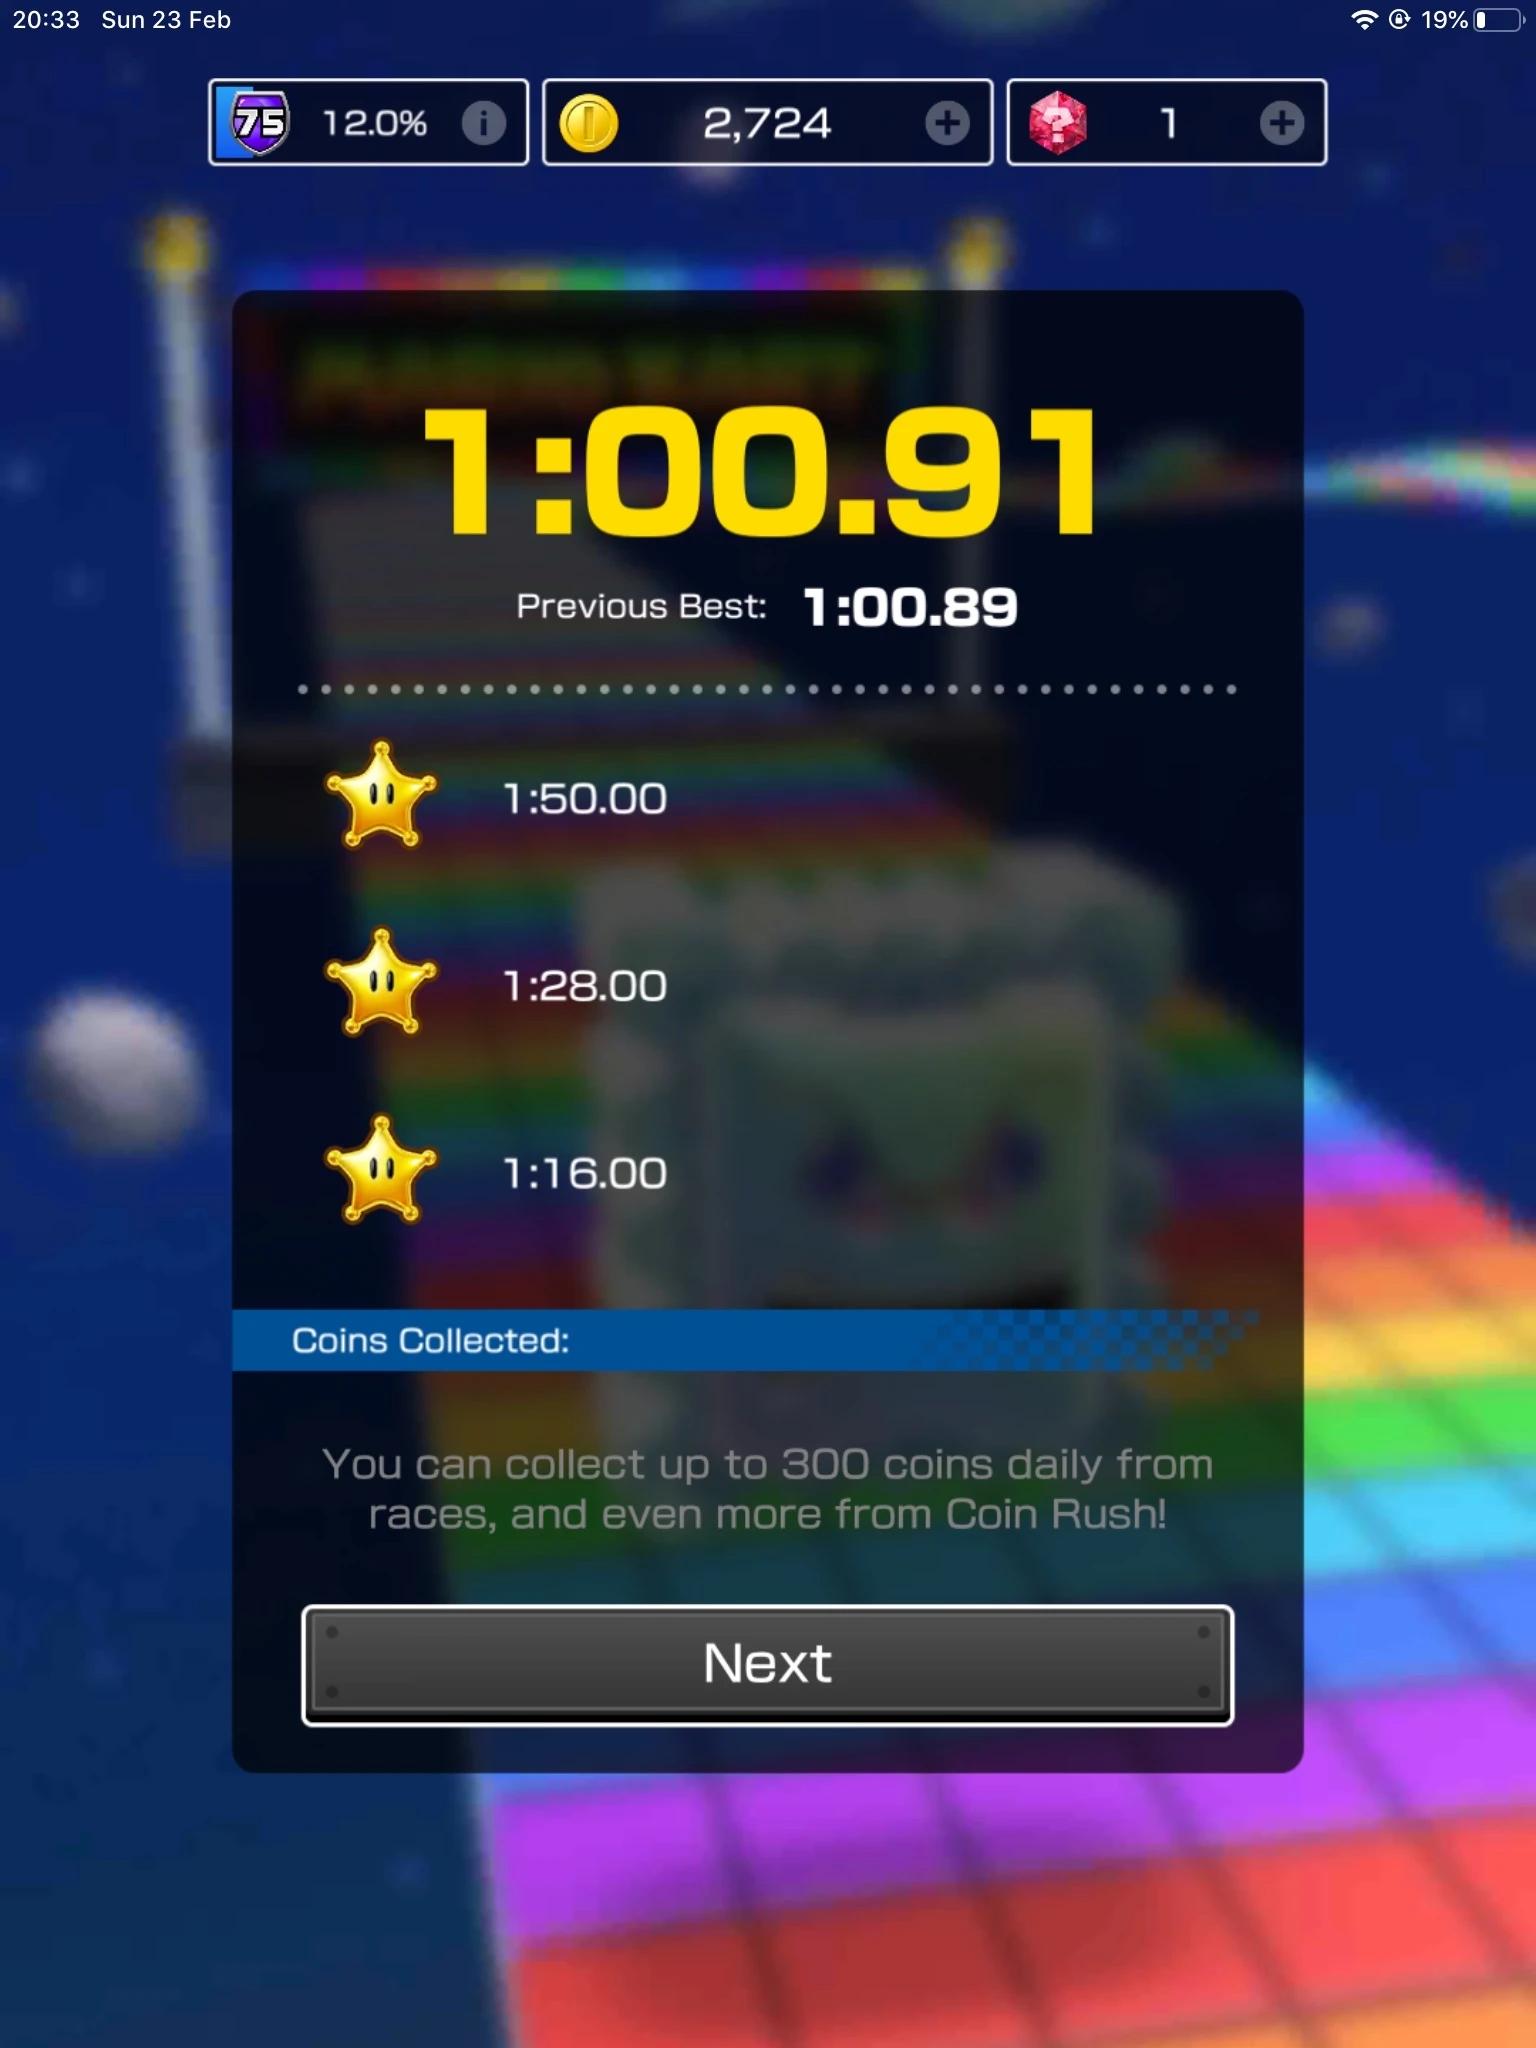 20:33 Sun 23 Feb 19%
75 12.0% i 2,724 + ? 1 +
MARIO KART
1:00.91
Previous Best: 1:00.89
1:50.00
1:28.00
1:16.00
Coins Collected:
You can collect up to 300 coins daily from
races, and even more from Coin Rush!
Next